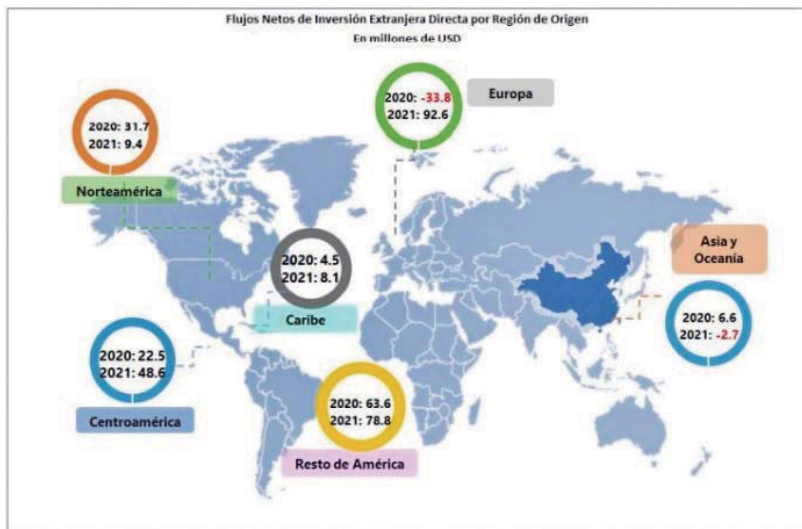 Flujos Netos de Inversión Extranjera Directa por Región de Origen
En millones de USD
2020: -33.8
2021: 92.6
Europa
2020: 31.7
2021: 9.4
Norteamérica
2020: 4.5
2021: 8.1
Caribe
Asia y
Oceanía
2020: 6.6
2021: -2.7
2020: 22.5
2021: 48.6
Centroamérica
2020: 63.6
2021: 78.8
Resto de América